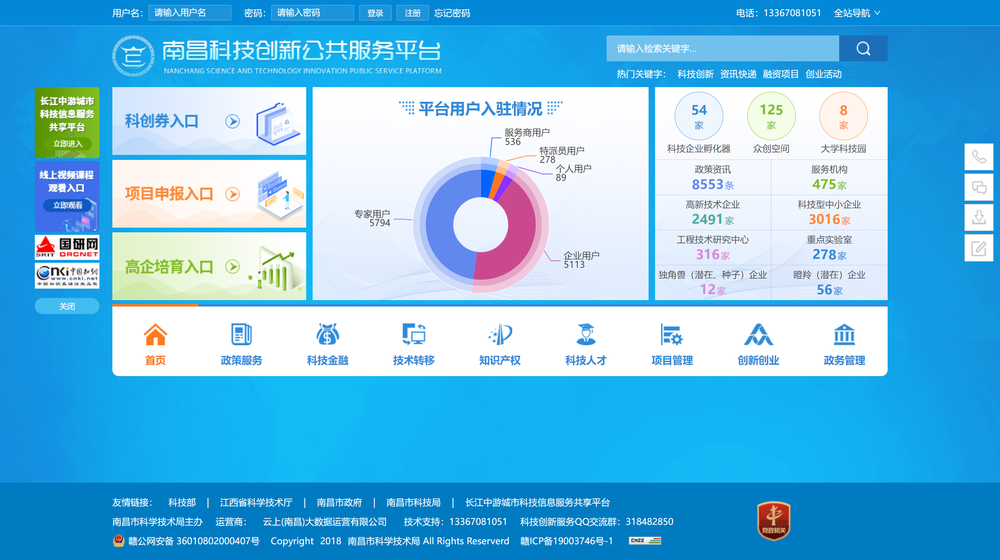 用户名： 请输入用户名 密码： 请输入密码 登录 注册 忘记密码 电话：13367081051 全站导航
南昌科技创新公共服务平台
NANCHANG SCIENCE AND TECHNOLOGY INNOVATION PUBLIC SERVICE PLATFORM
请输入检索关键字...
热门关键字： 科技创新 资讯快递 融资项目 创业活动
长江中游城市
科技信息服务
共享平台
立即进入
线上视频课程
观看入口
立即观看
国研网
SRIT DRCNET
cnki 中国知网
www.cnki.net
中国知识基础设施工程
关闭
科创券入口
项目申报入口
高企培育入口
平台用户入驻情况
服务商用户
536
特派员用户
278
个人用户
89
专家用户
5794
企业用户
5113
54
家
科技企业孵化器
125
家
众创空间
8
家
大学科技园
政策资讯
8553条
服务机构
475家
高新技术企业
2491家
科技型中小企业
3016家
工程技术研究中心
316家
重点实验室
278家
独角兽（潜在、种子）企业
12家
瞪羚（潜在）企业
56家
首页 政策服务 科技金融 技术转移 知识产权 科技人才 项目管理 创新创业 政务管理
友情链接： 科技部 | 江西省科学技术厅 | 南昌市政府 | 南昌市科技局 | 长江中游城市科技信息服务共享平台
南昌市科学技术局主办 运营商： 云上(南昌)大数据运营有限公司 技术支持：13367081051 科技创新服务QQ交流群：318482850
赣公网安备 36010802000407号 Copyright 2018 南昌市科学技术局 All Rights Reserverd 赣ICP备19003746号-1 CNZZ
党政机关